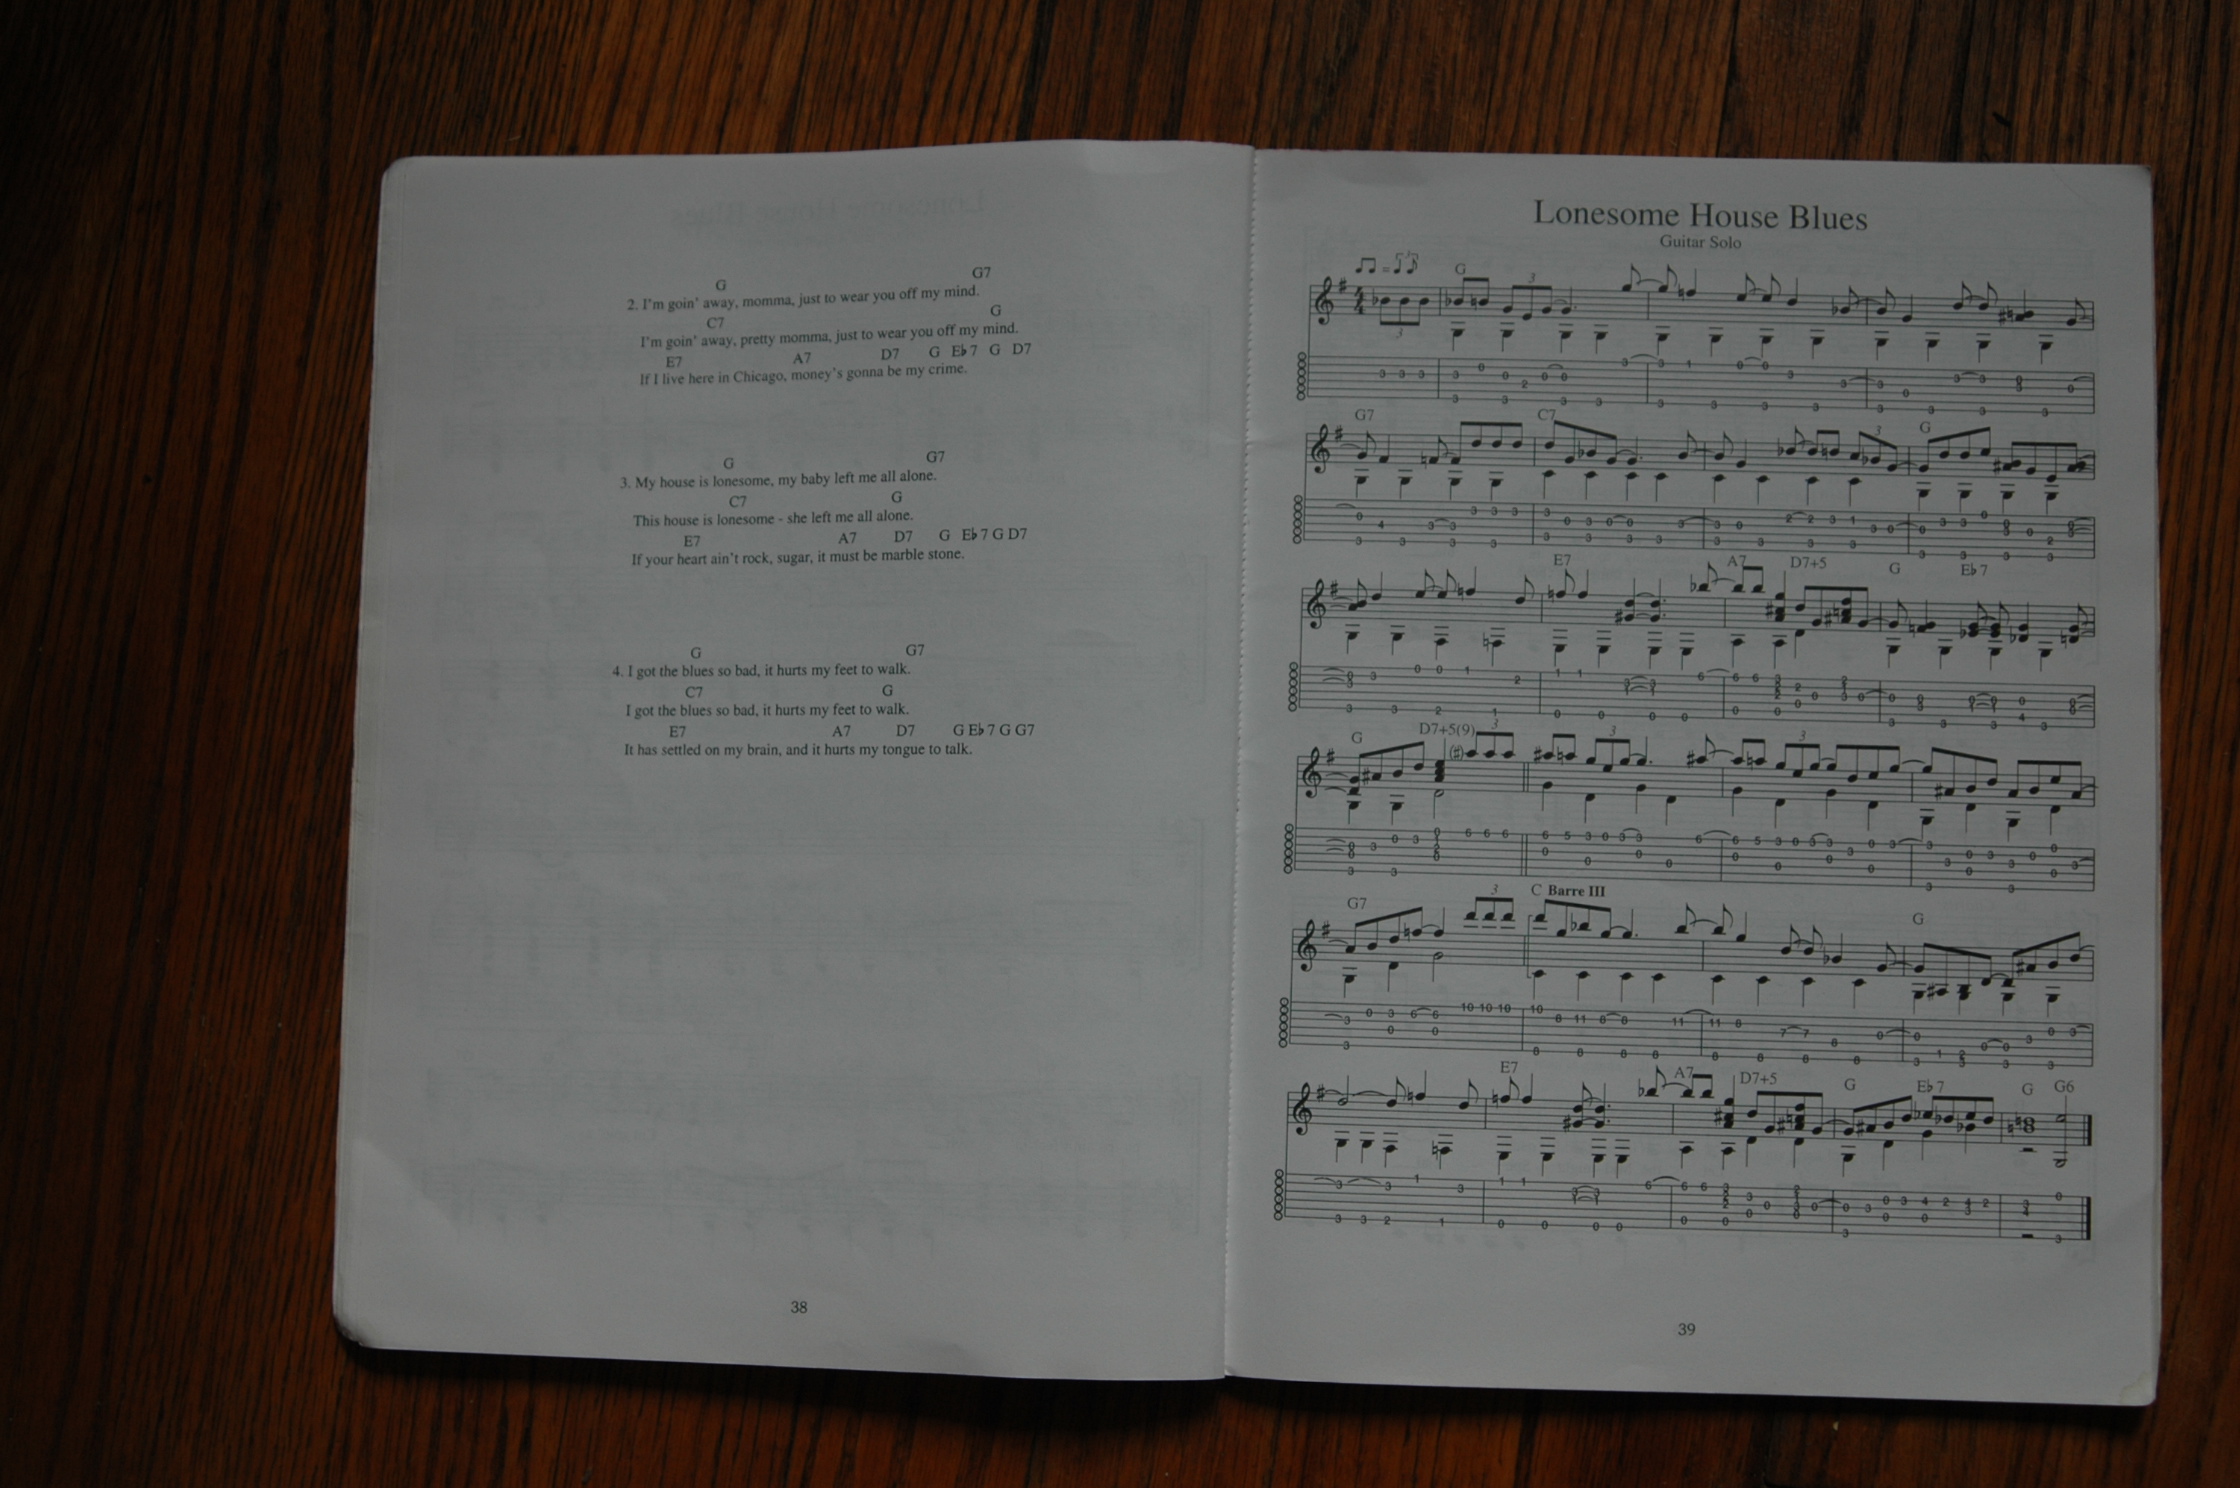 G G7
2. I'm goin' away, momma, just to wear you off my mind.
C7 G
I'm goin' away, pretty momma, just to wear you off my mind.
E7 A7 D7 G E♭7 G D7
If I live here in Chicago, money's gonna be my crime.
G G7
3. My house is lonesome, my baby left me all alone.
C7 G
This house is lonesome - she left me all alone.
E7 A7 D7 G E♭7 G D7
If your heart ain't rock, sugar, it must be marble stone.
G G7
4. I got the blues so bad, it hurts my feet to walk.
C7 G
I got the blues so bad, it hurts my feet to walk.
E7 A7 D7 G E♭7 G G7
It has settled on my brain, and it hurts my tongue to talk.
38
Lonesome House Blues
Guitar Solo
G
G7 C7 G
E7 A7 D7+5 G E♭7
G D7+5(9)
G7 C Barre III G
E7 A7 D7+5 G E♭7 G G6
39